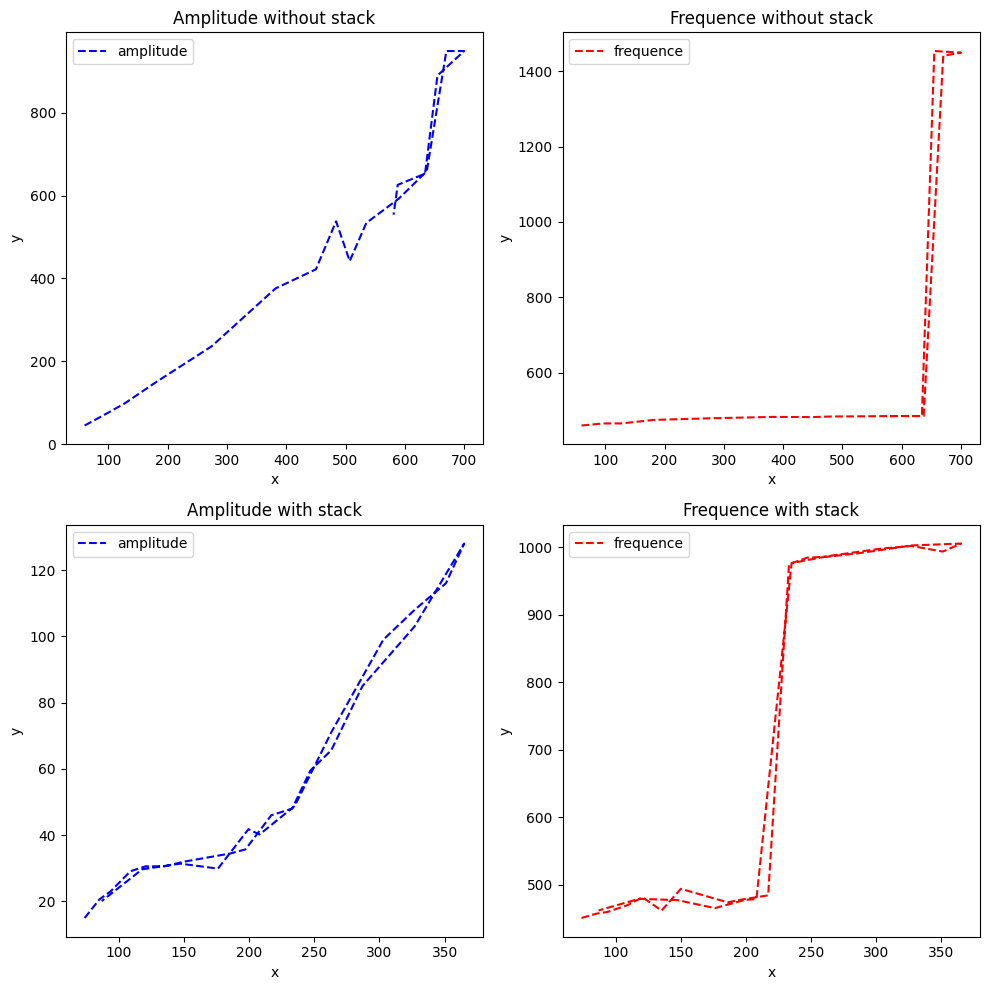 Amplitude without stack
amplitude
800
600
400
200
0
y
100 200 300 400 500 600 700
x
Frequence without stack
frequence
1400
1200
1000
800
600
y
100 200 300 400 500 600 700
x
Amplitude with stack
amplitude
120
100
80
60
40
20
y
100 150 200 250 300 350
x
Frequence with stack
frequence
1000
900
800
700
600
500
y
100 150 200 250 300 350
x